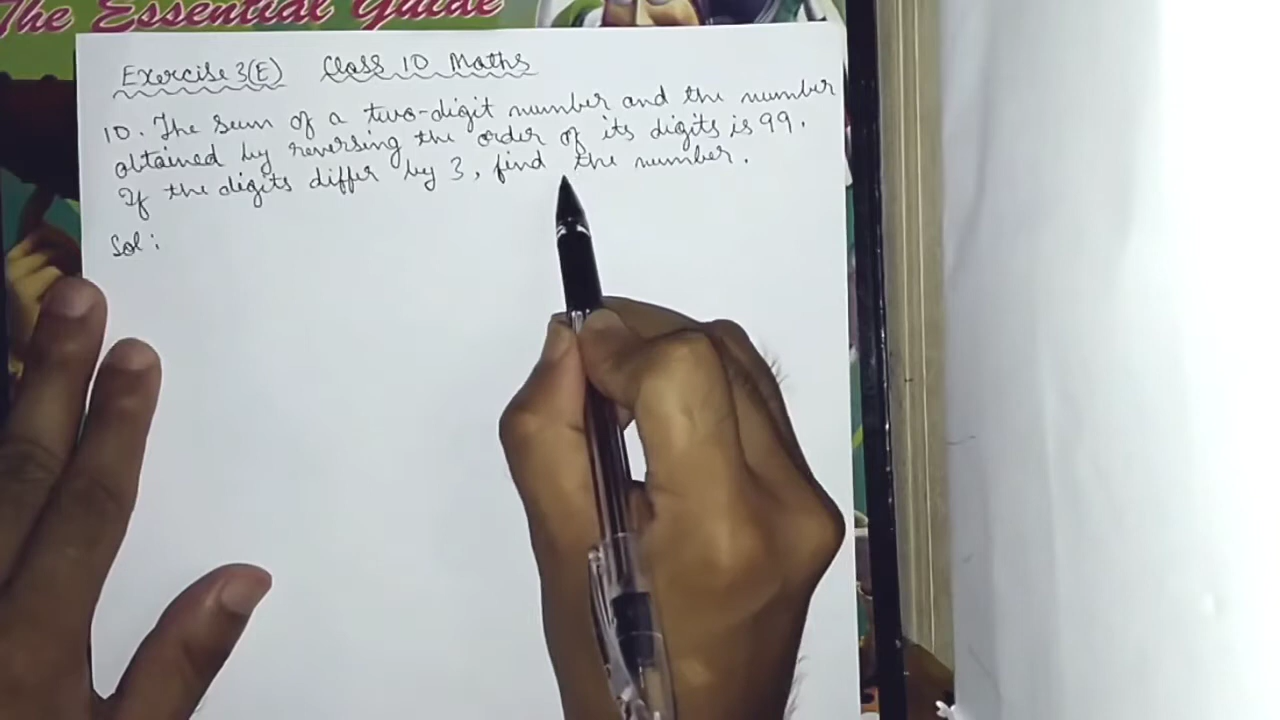 The Essential Guide
Exercise 3(E) Class 10 Maths
10. The sum of a two-digit number and the number
obtained by reversing the order of its digits is 99.
If the digits differ by 3, find the number.
Sol: